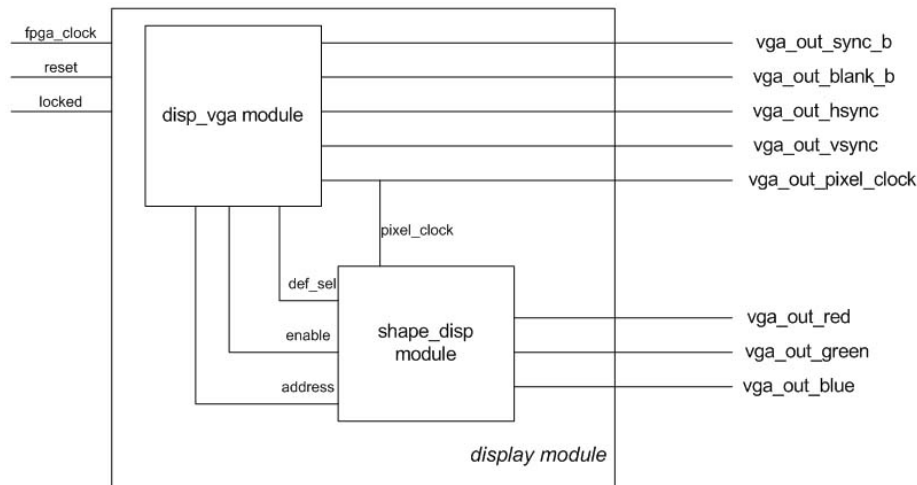 fpga_clock
reset
locked
disp_vga module
vga_out_sync_b
vga_out_blank_b
vga_out_hsync
vga_out_vsync
vga_out_pixel_clock
pixel_clock
def_sel
enable
address
shape_disp
module
vga_out_red
vga_out_green
vga_out_blue
display module